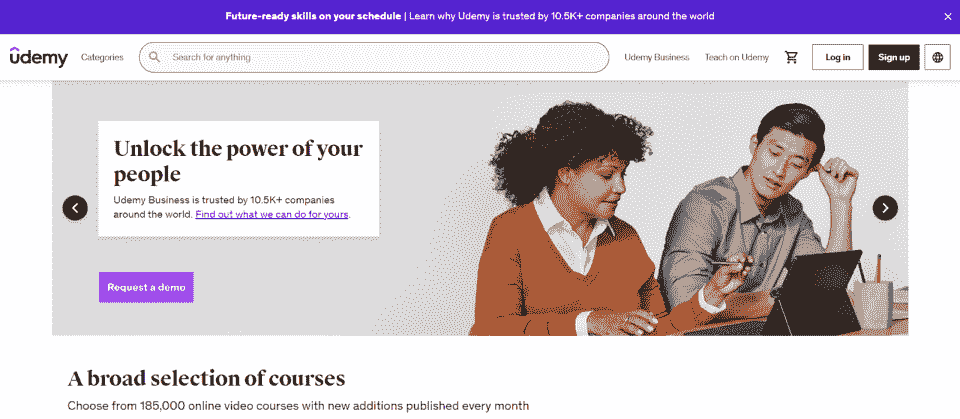 Future-ready skills on your schedule | Learn why Udemy is trusted by 10.5K+ companies around the world
udemy Categories Search for anything Udemy Business Teach on Udemy Log in Sign up
Unlock the power of your
people
Udemy Business is trusted by 10.5K+ companies
around the world. Find out what we can do for yours.
Request a demo
A broad selection of courses
Choose from 185,000 online video courses with new additions published every month